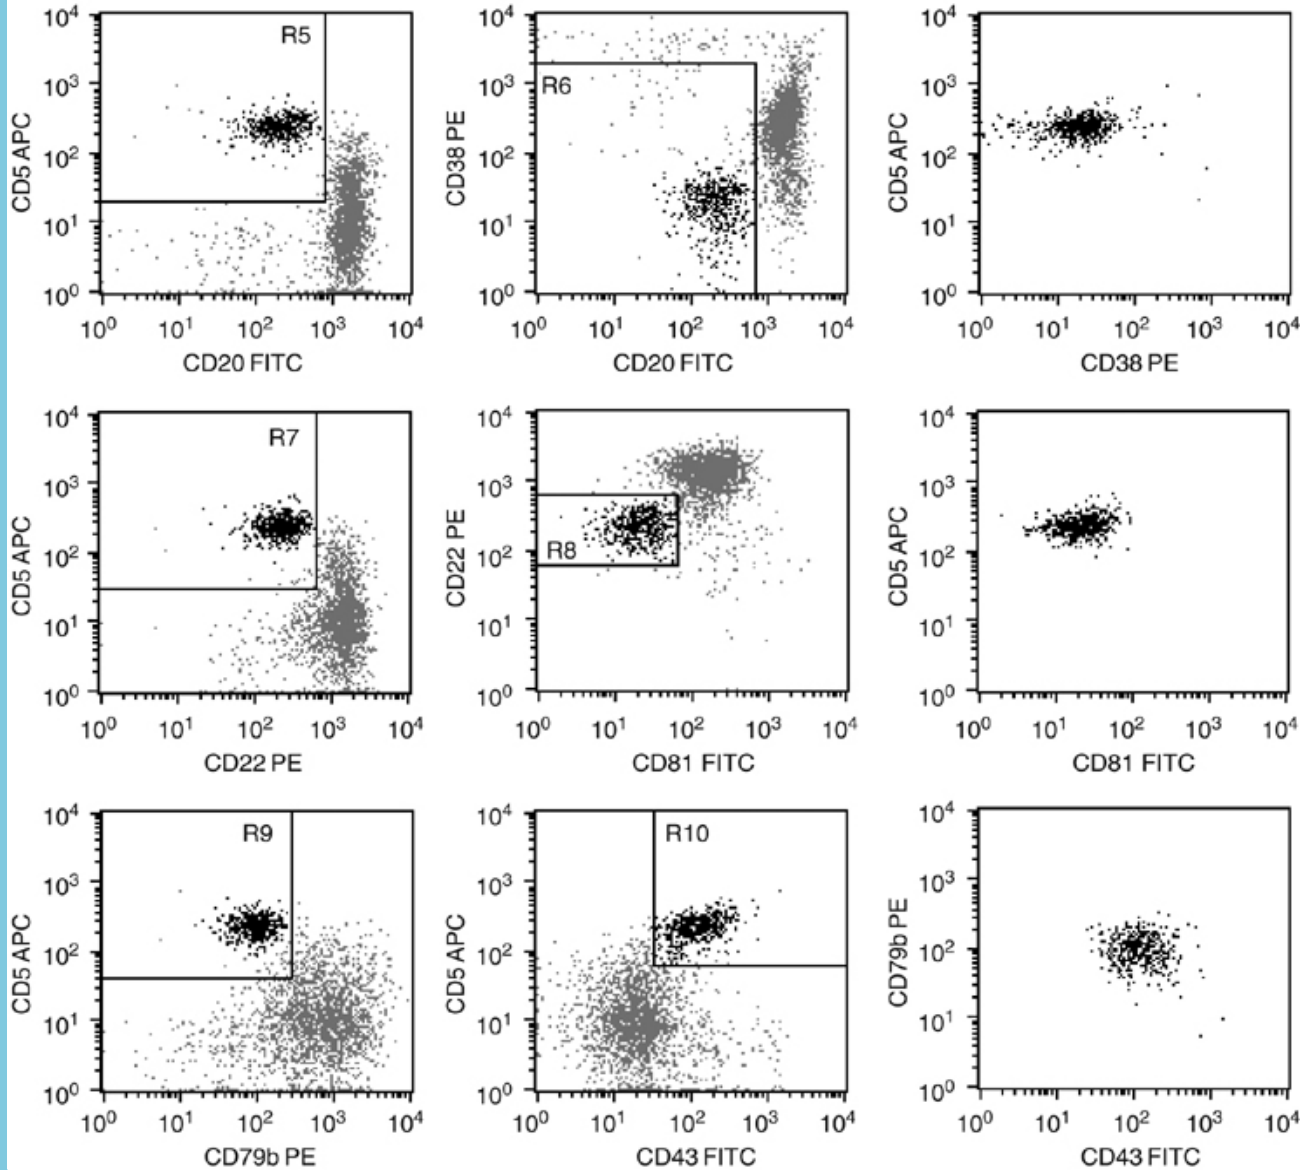 10⁴ 10³ 10² 10¹ 10⁰
CD5 APC
R5
10⁰ 10¹ 10² 10³ 10⁴
CD20 FITC
10⁴ 10³ 10² 10¹ 10⁰
CD38 PE
R6
10⁰ 10¹ 10² 10³ 10⁴
CD20 FITC
10⁴ 10³ 10² 10¹ 10⁰
CD5 APC
10⁰ 10¹ 10² 10³ 10⁴
CD38 PE
10⁴ 10³ 10² 10¹ 10⁰
CD5 APC
R7
10⁰ 10¹ 10² 10³ 10⁴
CD22 PE
10⁴ 10³ 10² 10¹ 10⁰
CD22 PE
R8
10⁰ 10¹ 10² 10³ 10⁴
CD81 FITC
10⁴ 10³ 10² 10¹ 10⁰
CD5 APC
10⁰ 10¹ 10² 10³ 10⁴
CD81 FITC
10⁴ 10³ 10² 10¹ 10⁰
CD5 APC
R9
10⁰ 10¹ 10² 10³ 10⁴
CD79b PE
10⁴ 10³ 10² 10¹ 10⁰
CD5 APC
R10
10⁰ 10¹ 10² 10³ 10⁴
CD43 FITC
10⁴ 10³ 10² 10¹ 10⁰
CD79b PE
10⁰ 10¹ 10² 10³ 10⁴
CD43 FITC